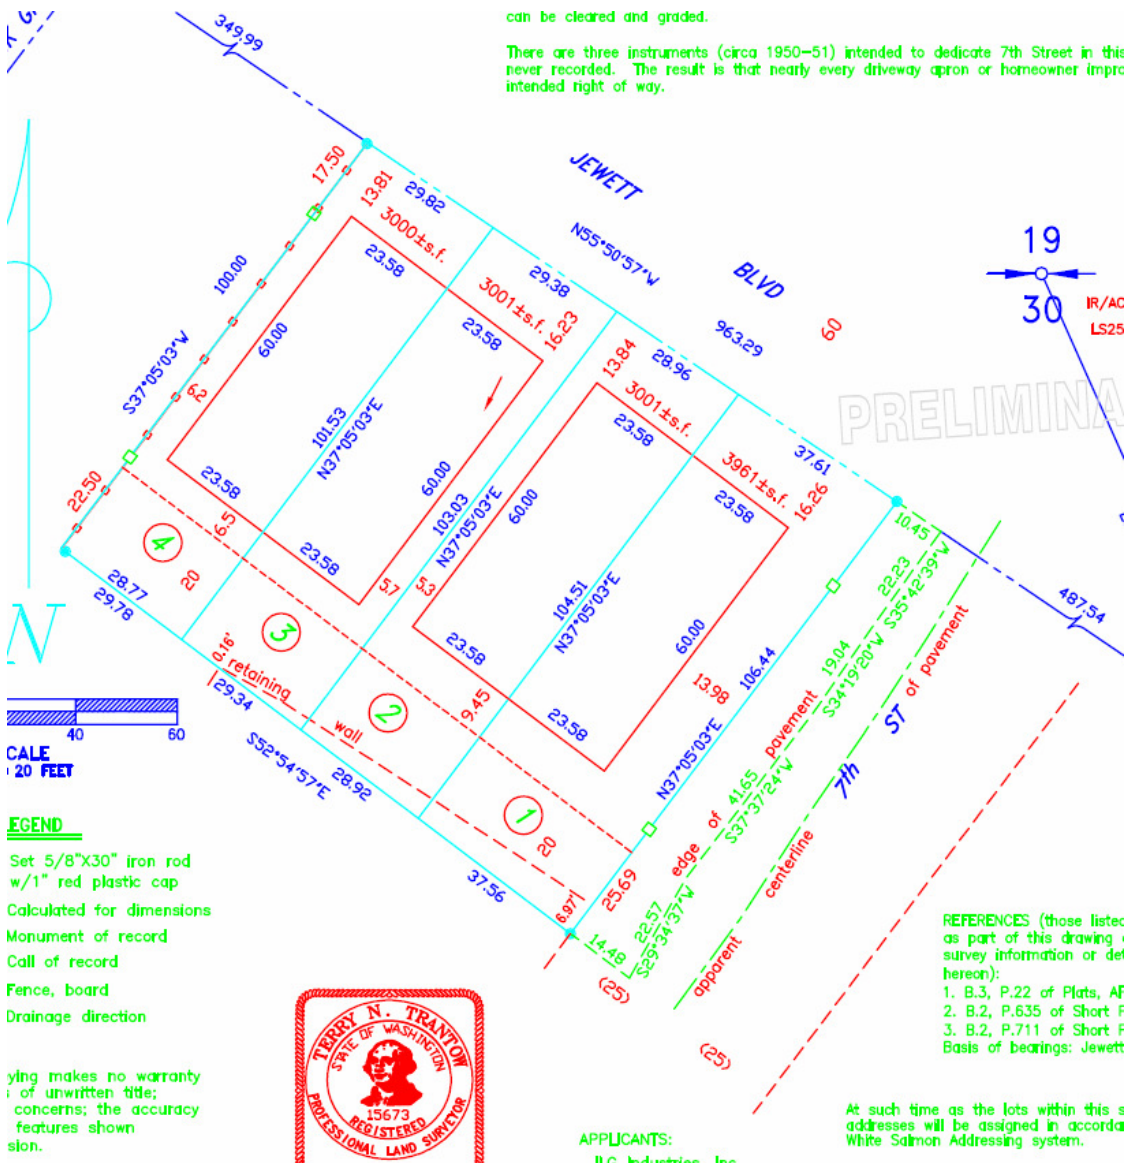 can be cleared and graded.
There are three instruments (circa 1950-51) intended to dedicate 7th Street in this
never recorded. The result is that nearly every driveway apron or homeowner
intended right of way.
349.99
JEWETT
BLVD
N55°50'57"W
963.29
60
19
30
IR/AC
LS25
PRELIMINA
17.50
13.81
29.82
3000±s.f.
23.58
29.38
3001±s.f.
16.23
23.58
100.00
60.00
S37°05'03"W
6.2
101.53
N37°05'03"E
13.84
28.96
3001±s.f.
23.58
37.61
3961±s.f.
16.26
23.58
22.50
23.58
6.5
60.00
103.03
N37°05'03"E
60.00
10.45
22.23
S35°42'39"W
487.54
4
20
23.58
5.7
5.3
104.51
N37°05'03"E
28.77
29.78
3
0.16'
retaining
wall
29.34
23.58
60.00
106.44
19.04
S34°19'20"W
13.98
N37°05'03"E
9.45
2
23.58
S52°54'57"E
28.92
edge of pavement
41.65
S37°37'24"W
7th ST
of pavement
centerline
apparent
1
20
37.56
6.97'
25.69
22.57
S29°34'37"W
14.48
(25)
(25)
N
40
60
CALE
20 FEET
EGEND
Set 5/8"X30" iron rod
w/1" red plastic cap
Calculated for dimensions
Monument of record
Call of record
Fence, board
Drainage direction
ying makes no warranty
of unwritten title;
concerns; the accuracy
features shown
sion.
TERRY N. TRANTOW
STATE OF WASHINGTON
15673
REGISTERED
PROFESSIONAL LAND SURVEYOR
REFERENCES (those listed
as part of this drawing
survey information or
hereon):
1. B.3, P.22 of Plats,
2. B.2, P.635 of Short
3. B.2, P.711 of Short
Basis of bearings: Jewett
APPLICANTS:
Industries, Inc
At such time as the lots within this
addresses will be assigned in
White Salmon Addressing system.